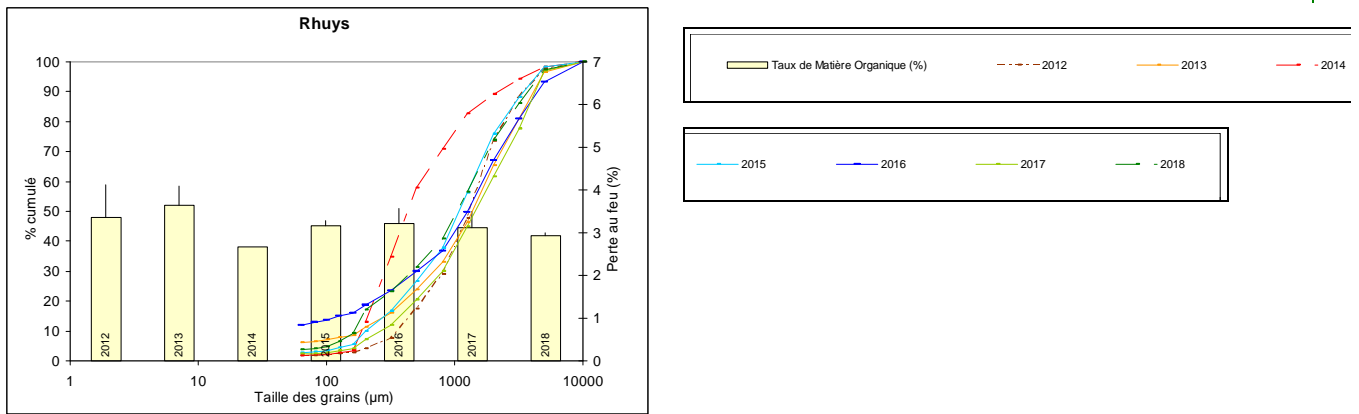 Rhuys
Taux de Matière Organique (%) 2012 2013 2014
2015 2016 2017 2018
% cumulé
100
90
80
70
60
50
40
30
20
10
0
7
6
5
4
3
2
1
0
Perte au feu (%)
2012 2013 2014 2015 2016 2017 2018
1 10 100 1000 10000
Taille des grains (µm)